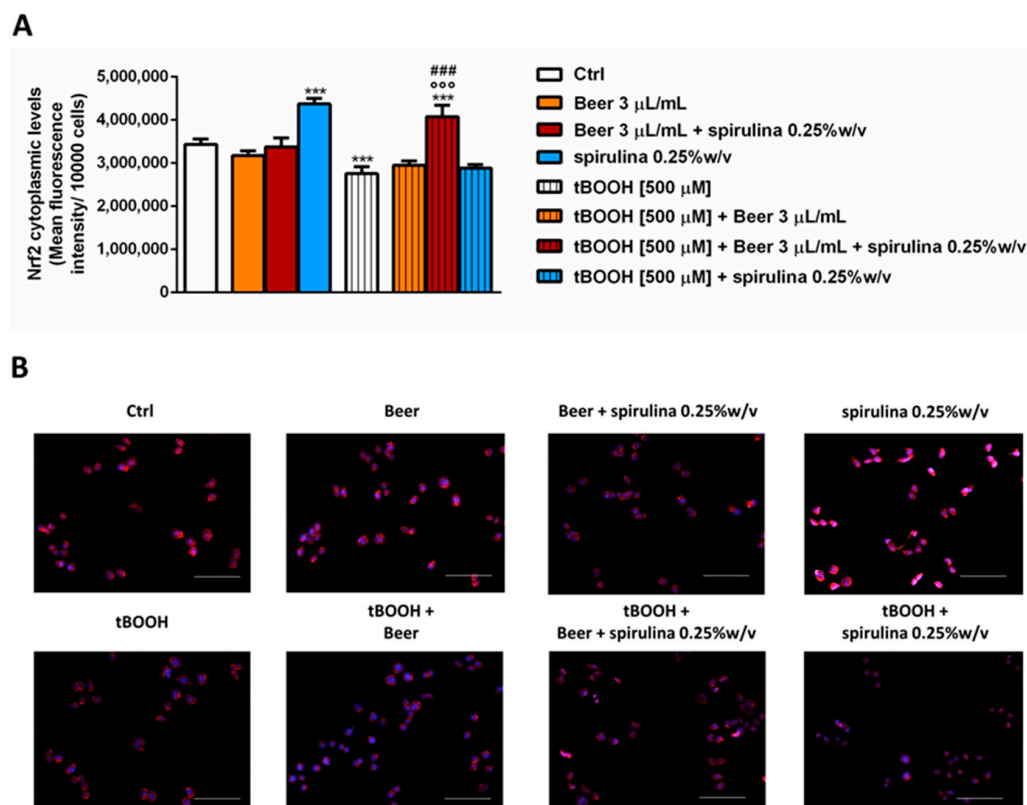 A
Nrf2 cytoplasmic levels
(Mean fluorescence
intensity/ 10000 cells)
5,000,000
4,000,000
3,000,000
2,000,000
1,000,000
0
***
***
###
°°°
***
Ctrl
Beer 3 μL/mL
Beer 3 μL/mL + spirulina 0.25%w/v
spirulina 0.25%w/v
tBOOH [500 μM]
tBOOH [500 μM] + Beer 3 μL/mL
tBOOH [500 μM] + Beer 3 μL/mL + spirulina 0.25%w/v
tBOOH [500 μM] + spirulina 0.25%w/v
B
Ctrl
Beer
Beer + spirulina 0.25%w/v
spirulina 0.25%w/v
tBOOH
tBOOH +
Beer
tBOOH +
Beer + spirulina 0.25%w/v
tBOOH +
spirulina 0.25%w/v